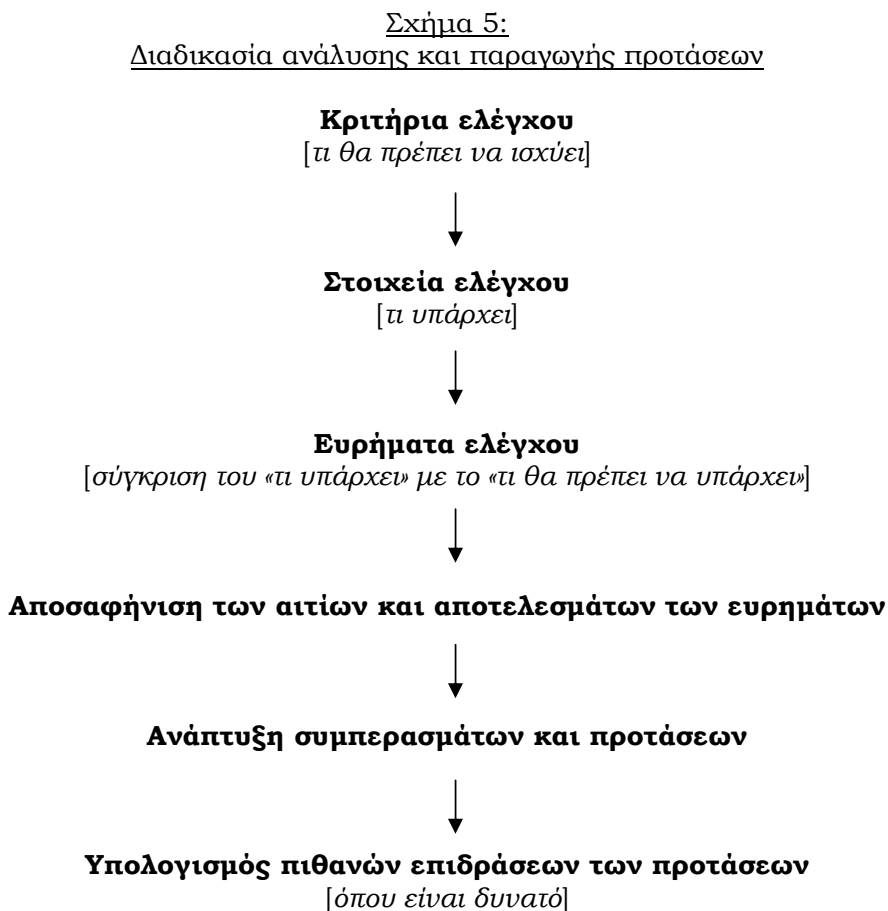 Σχήμα 5:
Διαδικασία ανάλυσης και παραγωγής προτάσεων
Κριτήρια ελέγχου
[τι θα πρέπει να ισχύει]
Στοιχεία ελέγχου
[τι υπάρχει]
Ευρήματα ελέγχου
[σύγκριση του «τι υπάρχει» με το «τι θα πρέπει να υπάρχει»]
Αποσαφήνιση των αιτίων και αποτελεσμάτων των ευρημάτων
Ανάπτυξη συμπερασμάτων και προτάσεων
Υπολογισμός πιθανών επιδράσεων των προτάσεων
[όπου είναι δυνατό]